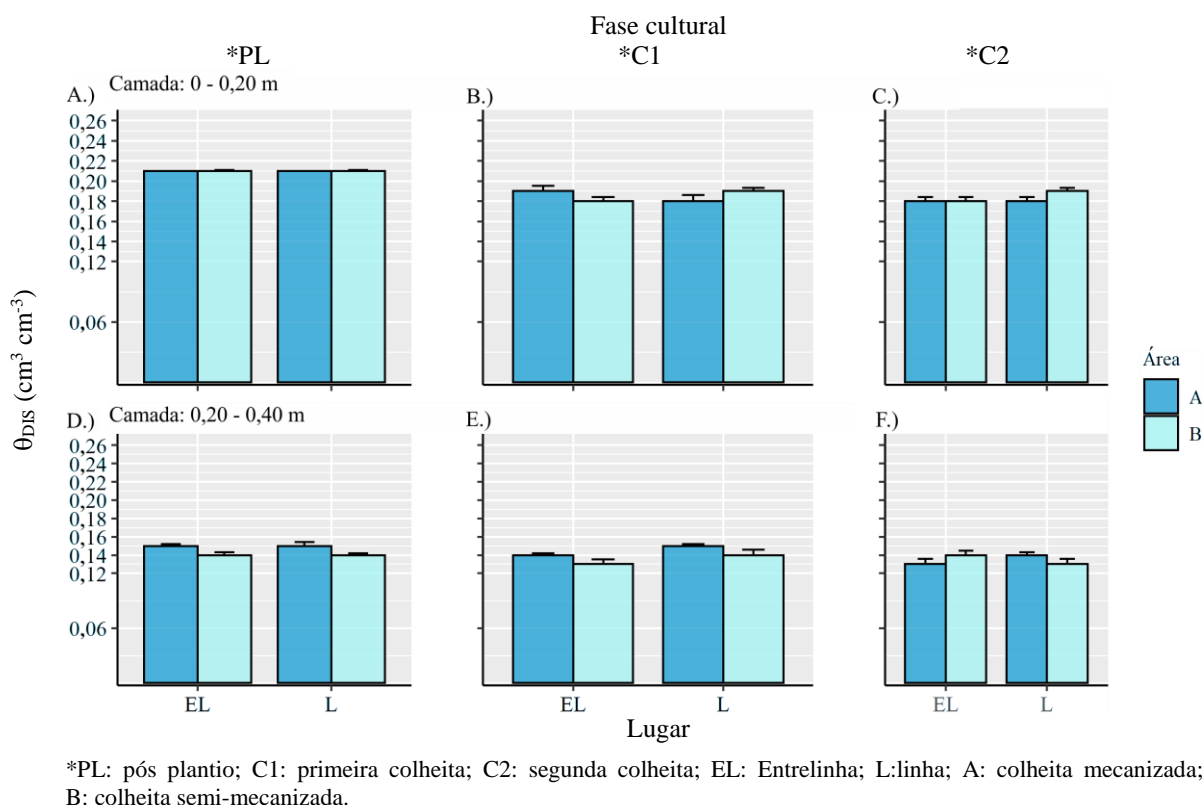 Fase cultural
*PL *C1 *C2
A.) Camada: 0 - 0,20 m
0,26
0,24
0,22
0,20
0,18
0,16
0,14
0,12
0,06
B.)
C.)
D.) Camada: 0,20 - 0,40 m
0,26
0,24
0,22
0,20
0,18
0,16
0,14
0,12
0,06
E.)
F.)
θDIS (cm³ cm⁻³)
EL L
EL L
EL L
Lugar
Área
A
B
*PL: pós plantio; C1: primeira colheita; C2: segunda colheita; EL: Entrelinha; L:linha; A: colheita mecanizada;
B: colheita semi-mecanizada.